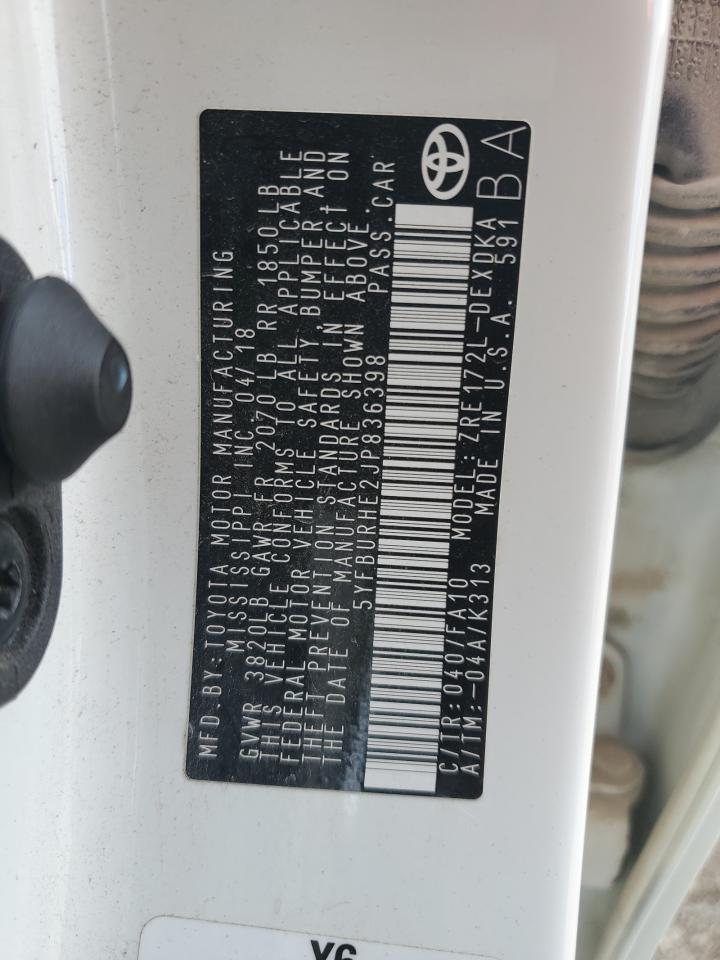 MFD.BY:TOYOTA MOTOR MANUFACTURING
MISSISSIPPI INC.04/18
GVWR 3820LB GAWR FR 2070 LB RR 1850 LB
THIS VEHICLE CONFORMS TO ALL APPLICABLE
FEDERAL MOTOR VEHICLE SAFETY, BUMPER AND
THEFT PREVENTION STANDARDS IN EFFECT ON
THE DATE OF MANUFACTURE SHOWN ABOVE.
5YFBURHE2JP836398 PASS.CAR
C/TR:040/FA10 MODEL:ZRE172L-DEXDKA
A/TM:-04A/K313 MADE IN U.S.A. 591
BA
Y6